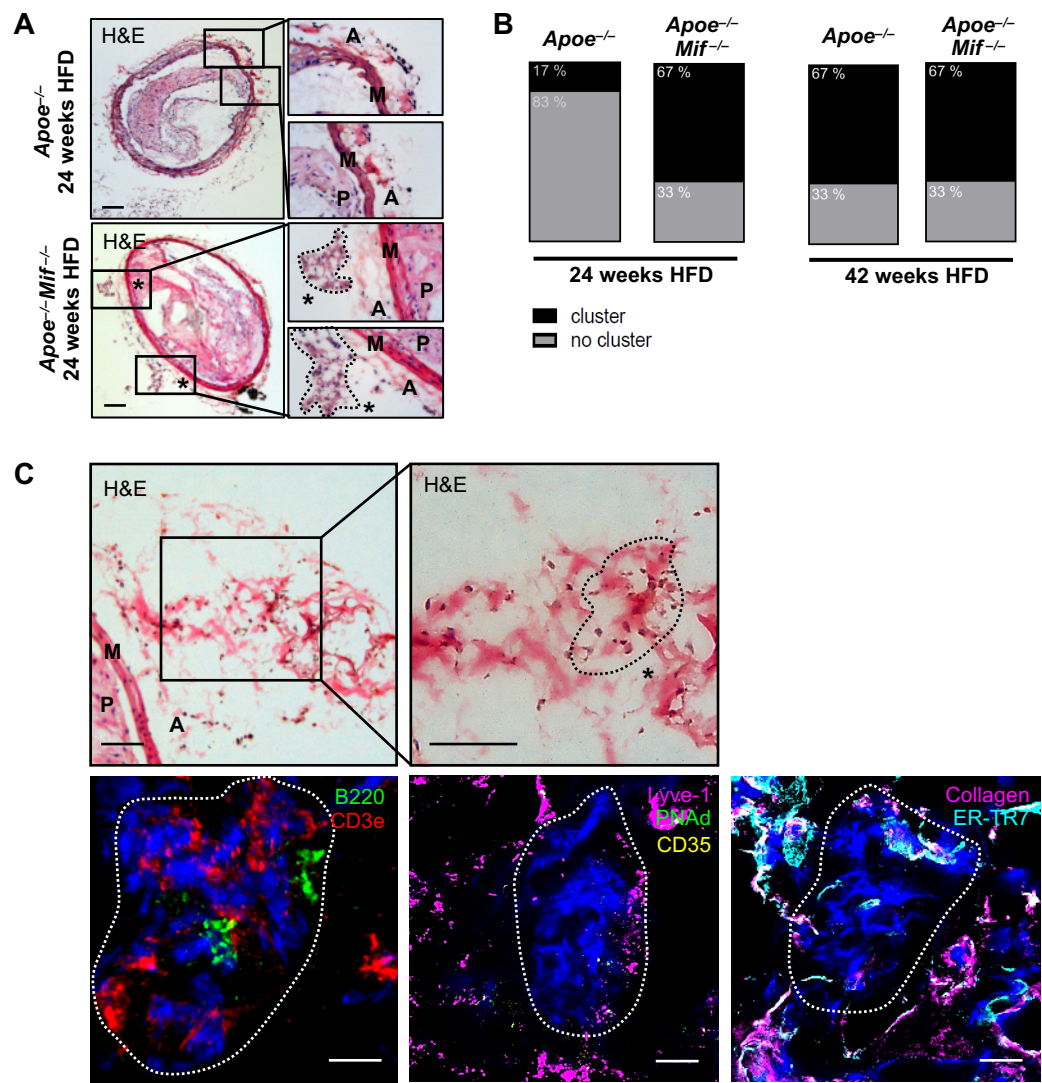 A
H&E
A
M
Apoe–/–
24 weeks HFD
M
P
A
H&E
*
*
M
P
A
*
M
P
A
*
Apoe–/–Mif–/–
24 weeks HFD
B
Apoe–/–
Apoe–/–
Mif–/–
Apoe–/–
Apoe–/–
Mif–/–
17 %
67 %
67 %
67 %
83 %
33 %
33 %
33 %
24 weeks HFD
42 weeks HFD
cluster
no cluster
C
H&E
M
P
A
H&E
*
B220
CD3e
Lyve-1
PNAd
CD35
Collagen
ER-TR7